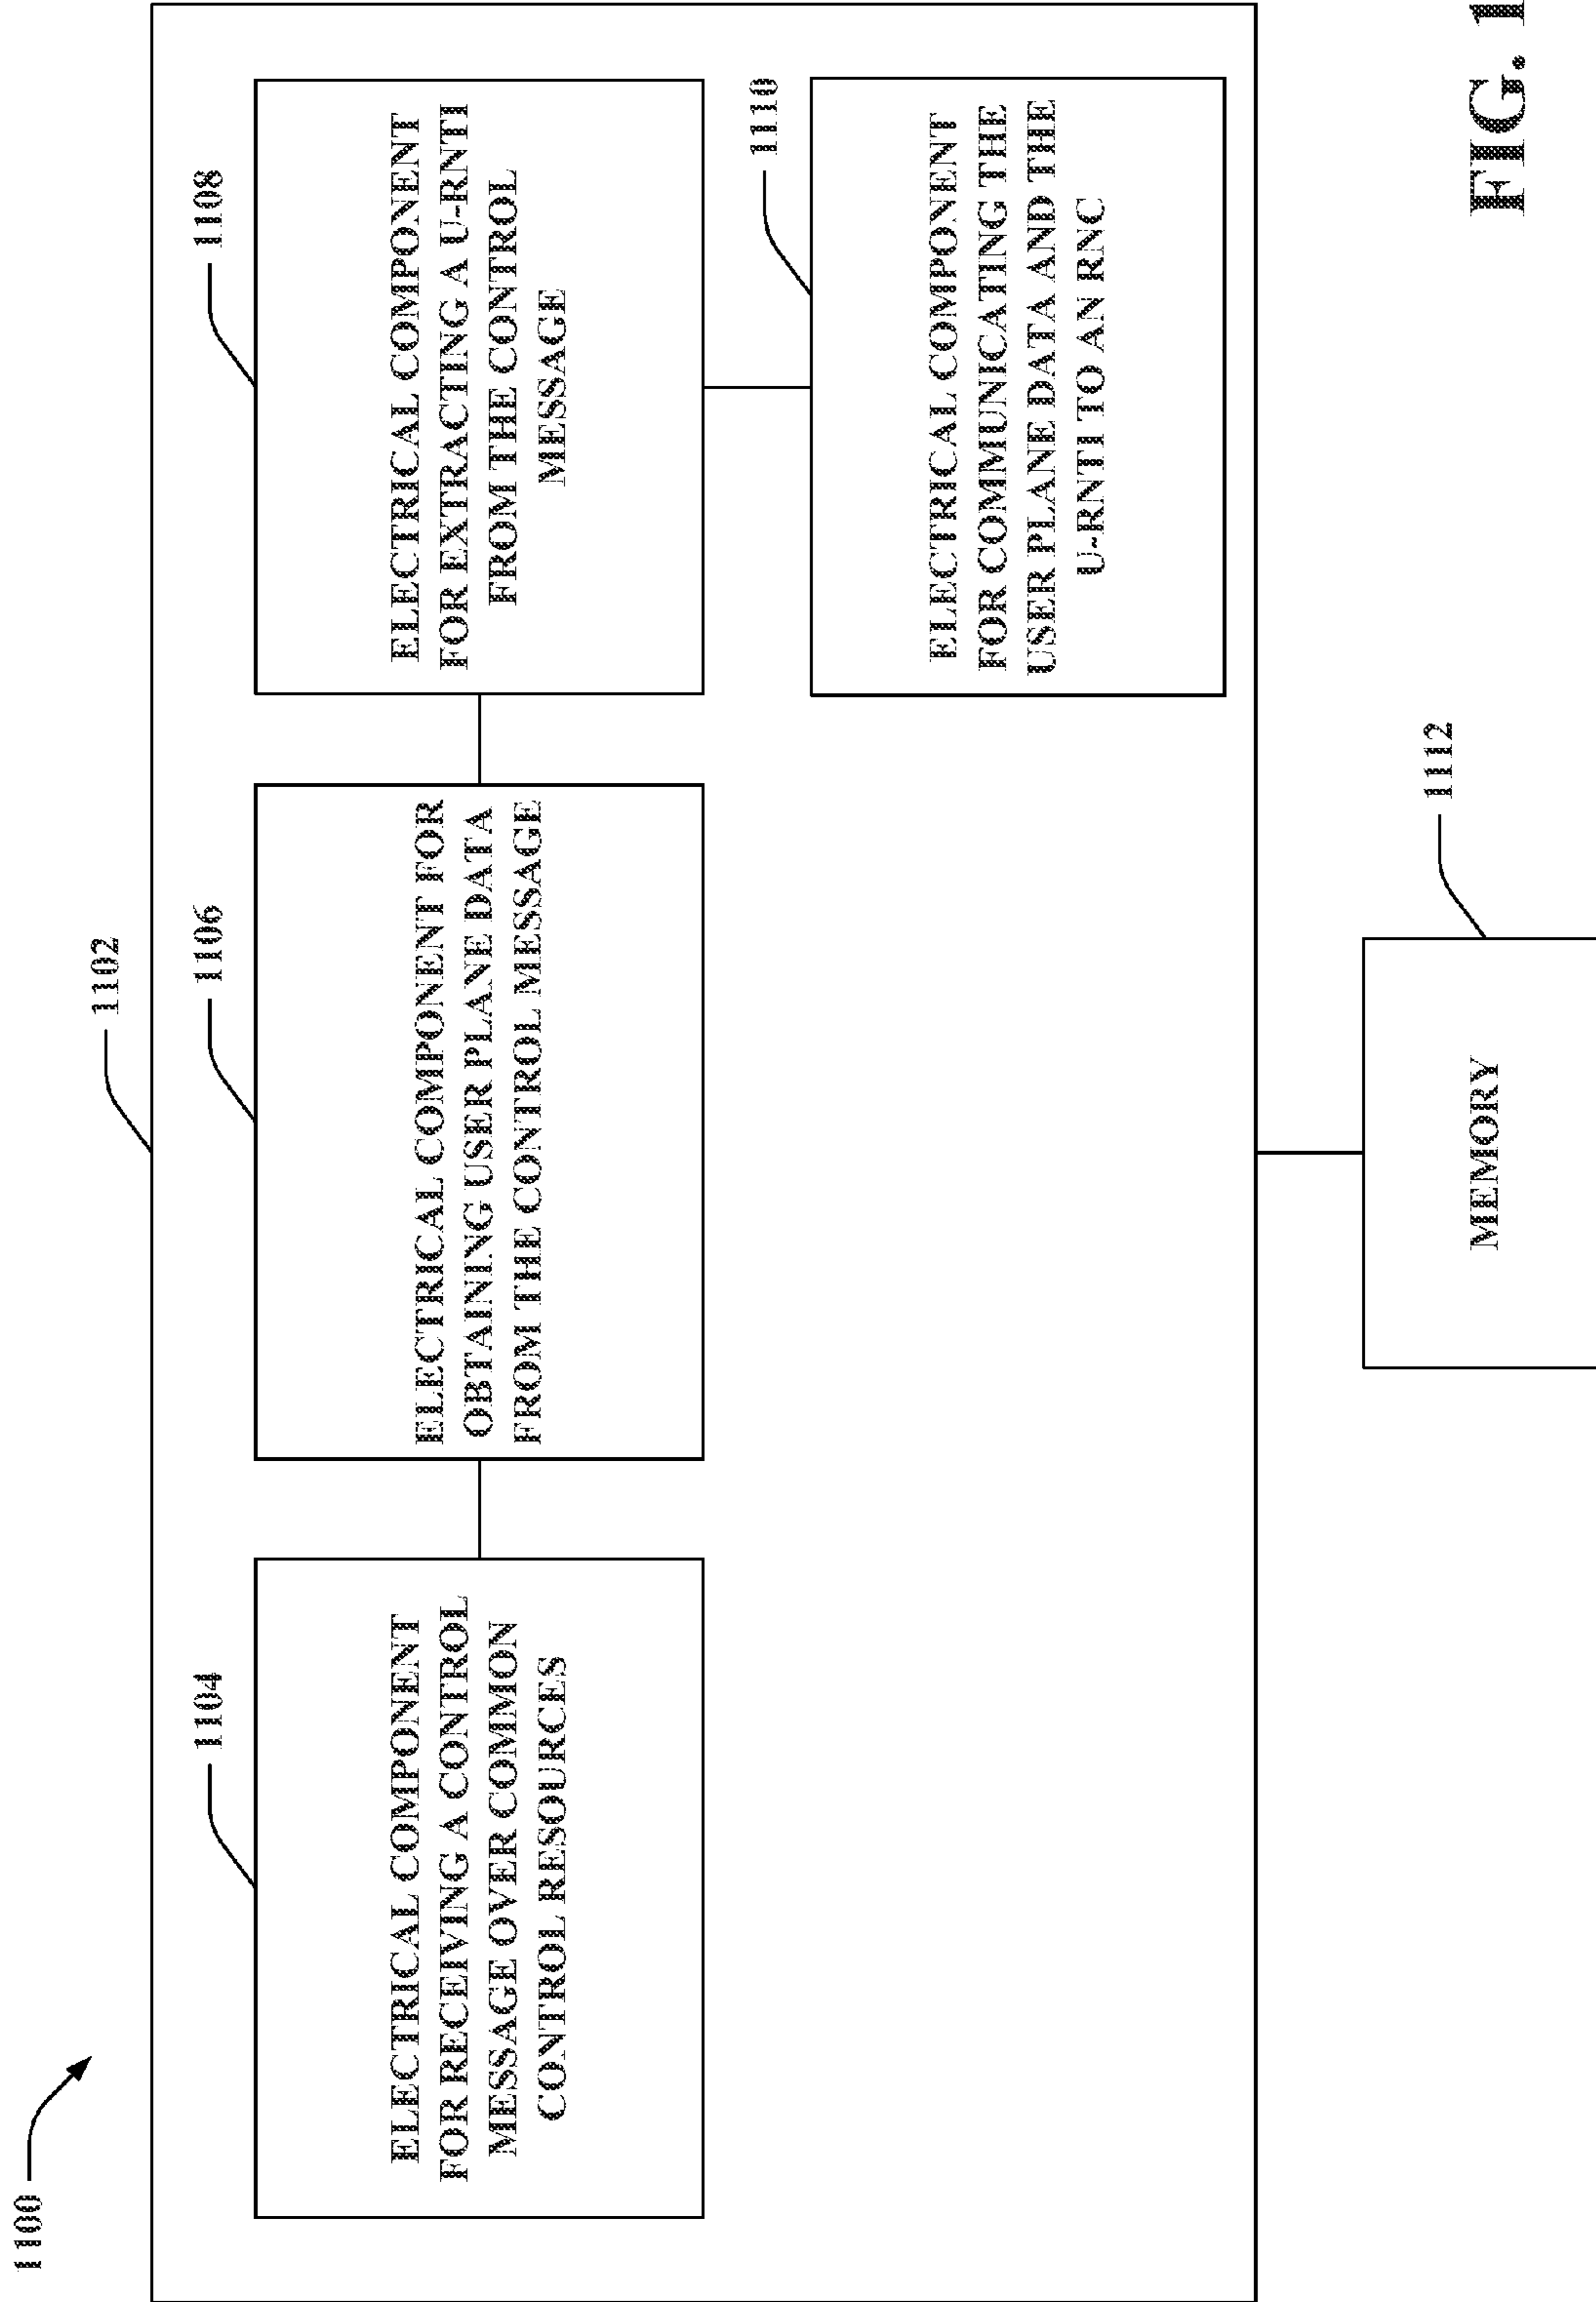 1100
1102
1104
ELECTRICAL COMPONENT
FOR RECEIVING A CONTROL
MESSAGE OVER COMMON
CONTROL RESOURCES
1106
ELECTRICAL COMPONENT FOR
OBTAINING USER PLANE DATA
FROM THE CONTROL MESSAGE
1108
ELECTRICAL COMPONENT
FOR EXTRACTING A U-RNTI
FROM THE CONTROL
MESSAGE
1110
ELECTRICAL COMPONENT
FOR COMMUNICATING THE
USER PLANE DATA AND THE
U-RNTI TO AN RNC
1112
MEMORY
FIG. 1